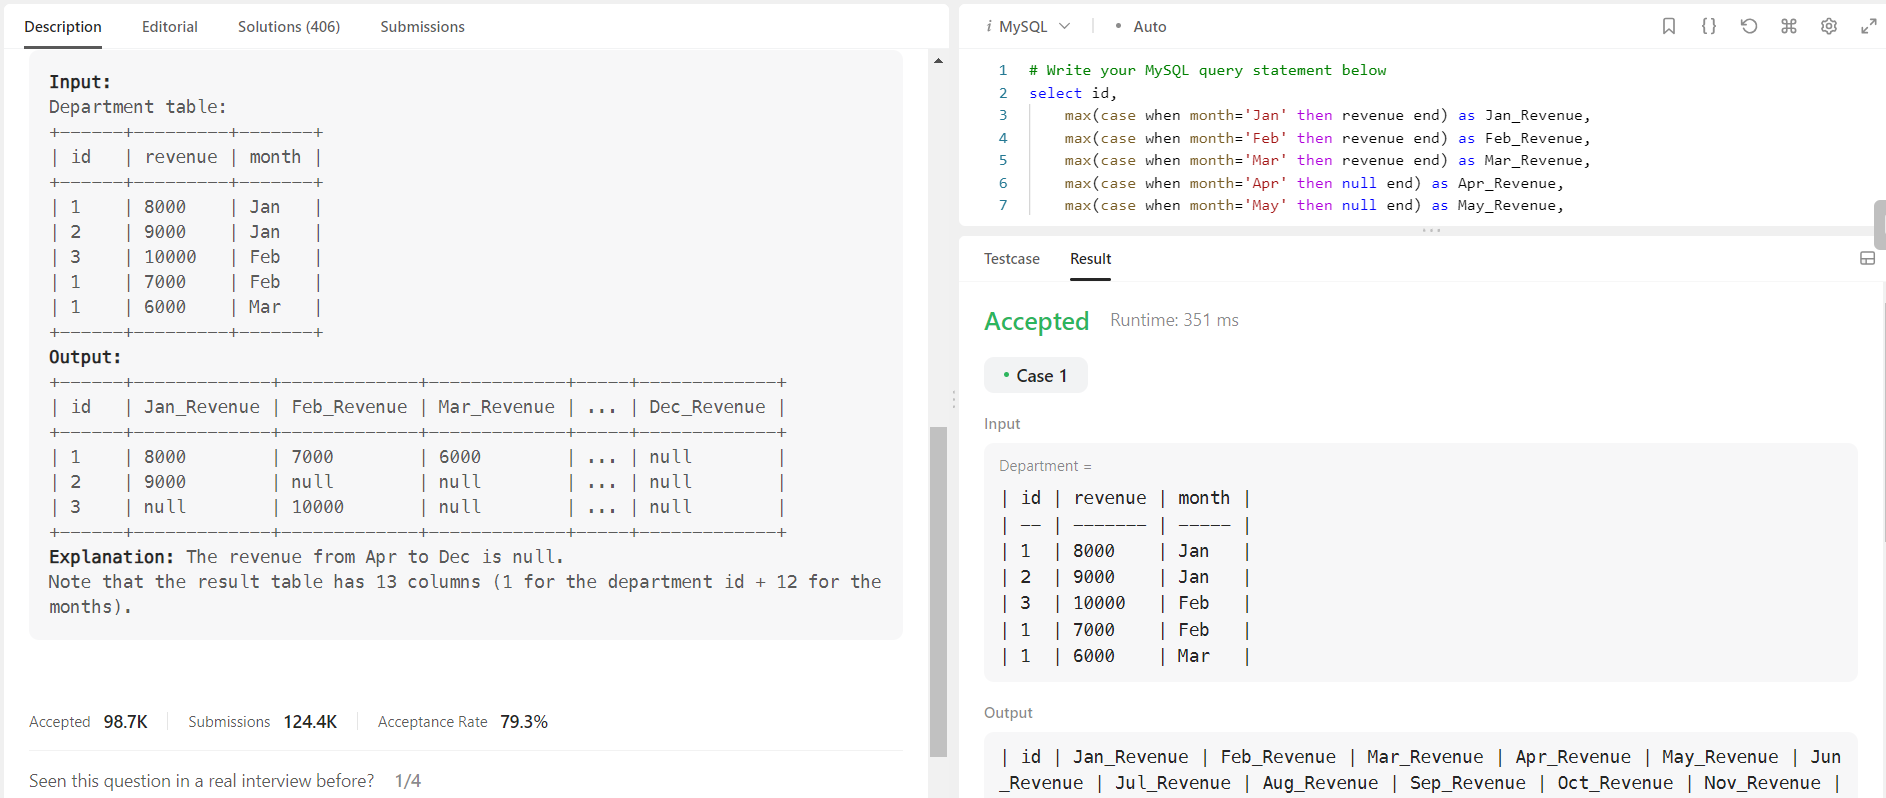 Description Editorial Solutions (406) Submissions
Input:
Department table:
+------+---------+-------+
| id   | revenue | month |
+------+---------+-------+
| 1    | 8000    | Jan   |
| 2    | 9000    | Jan   |
| 3    | 10000   | Feb   |
| 1    | 7000    | Feb   |
| 1    | 6000    | Mar   |
+------+---------+-------+
Output:
+------+-------------+-------------+-------------+-----+-------------+
| id   | Jan_Revenue | Feb_Revenue | Mar_Revenue | ... | Dec_Revenue |
+------+-------------+-------------+-------------+-----+-------------+
| 1    | 8000        | 7000        | 6000        | ... | null        |
| 2    | 9000        | null        | null        | ... | null        |
| 3    | null        | 10000       | null        | ... | null        |
+------+-------------+-------------+-------------+-----+-------------+
Explanation: The revenue from Apr to Dec is null.
Note that the result table has 13 columns (1 for the department id + 12 for the
months).
Accepted 98.7K Submissions 124.4K Acceptance Rate 79.3%
Seen this question in a real interview before? 1/4
i MySQL • Auto
1 # Write your MySQL query statement below
2 select id,
3     max(case when month='Jan' then revenue end) as Jan_Revenue,
4     max(case when month='Feb' then revenue end) as Feb_Revenue,
5     max(case when month='Mar' then revenue end) as Mar_Revenue,
6     max(case when month='Apr' then null end) as Apr_Revenue,
7     max(case when month='May' then null end) as May_Revenue,
Testcase Result
Accepted Runtime: 351 ms
• Case 1
Input
Department =
| id | revenue | month |
| -- | ------- | ----- |
| 1  | 8000    | Jan   |
| 2  | 9000    | Jan   |
| 3  | 10000   | Feb   |
| 1  | 7000    | Feb   |
| 1  | 6000    | Mar   |
Output
| id | Jan_Revenue | Feb_Revenue | Mar_Revenue | Apr_Revenue | May_Revenue | Jun
_Revenue | Jul_Revenue | Aug_Revenue | Sep_Revenue | Oct_Revenue | Nov_Revenue |